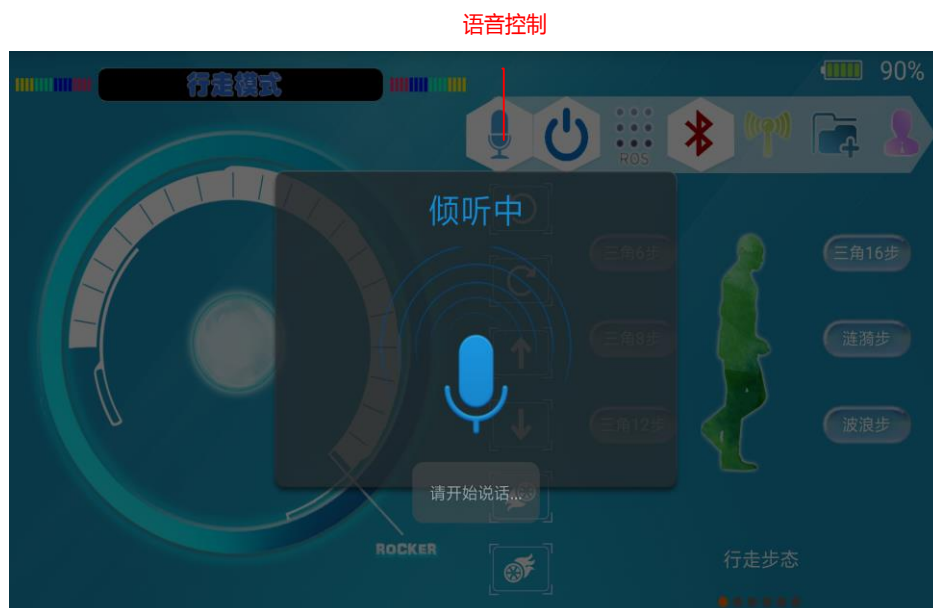 语音控制
行走模式
90%
ROS
倾听中
三角6步
三角16步
三角8步
涟漪步
三角12步
波浪步
请开始说话...
ROCKER
行走步态